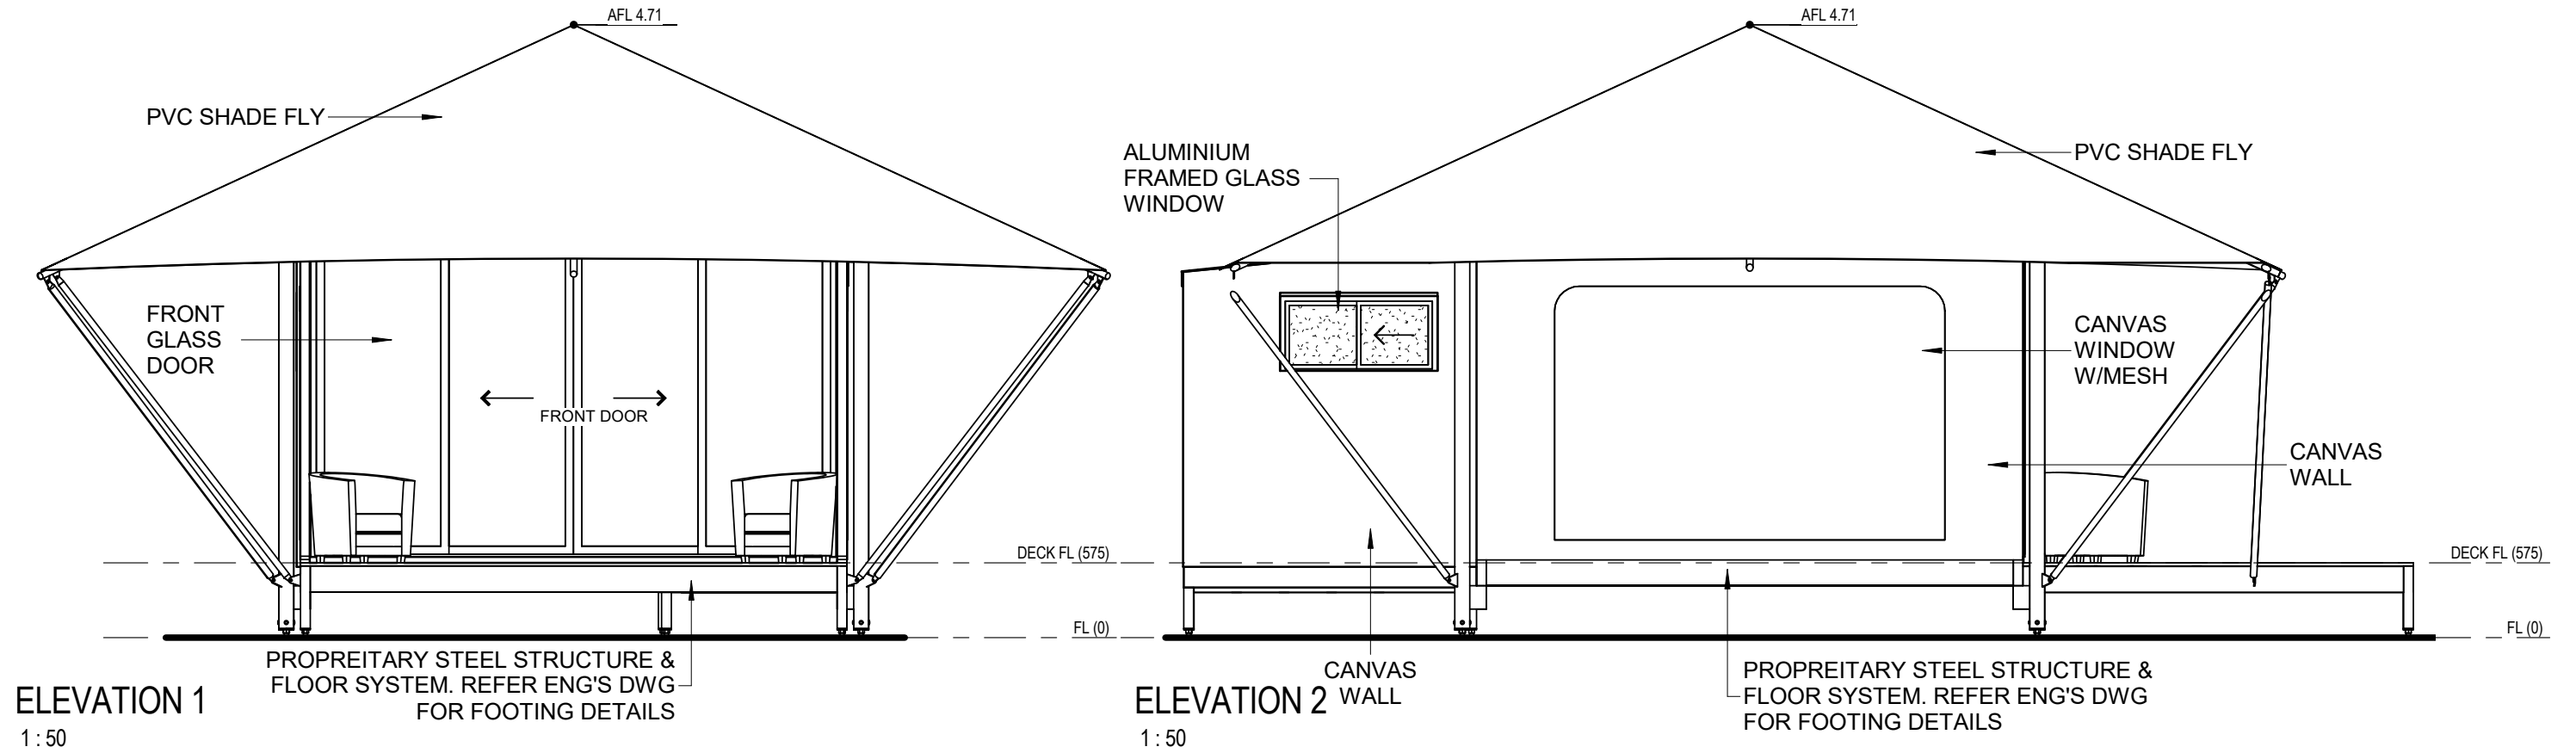 AFL 4.71
PVC SHADE FLY
FRONT
GLASS
DOOR
FRONT DOOR
DECK FL (575)
FL (0)
PROPREITARY STEEL STRUCTURE &
FLOOR SYSTEM. REFER ENG'S DWG
FOR FOOTING DETAILS
ELEVATION 1
1 : 50
AFL 4.71
ALUMINIUM
FRAMED GLASS
WINDOW
PVC SHADE FLY
CANVAS
WINDOW
W/MESH
CANVAS
WALL
DECK FL (575)
FL (0)
CANVAS
WALL
PROPREITARY STEEL STRUCTURE &
FLOOR SYSTEM. REFER ENG'S DWG
FOR FOOTING DETAILS
ELEVATION 2
1 : 50